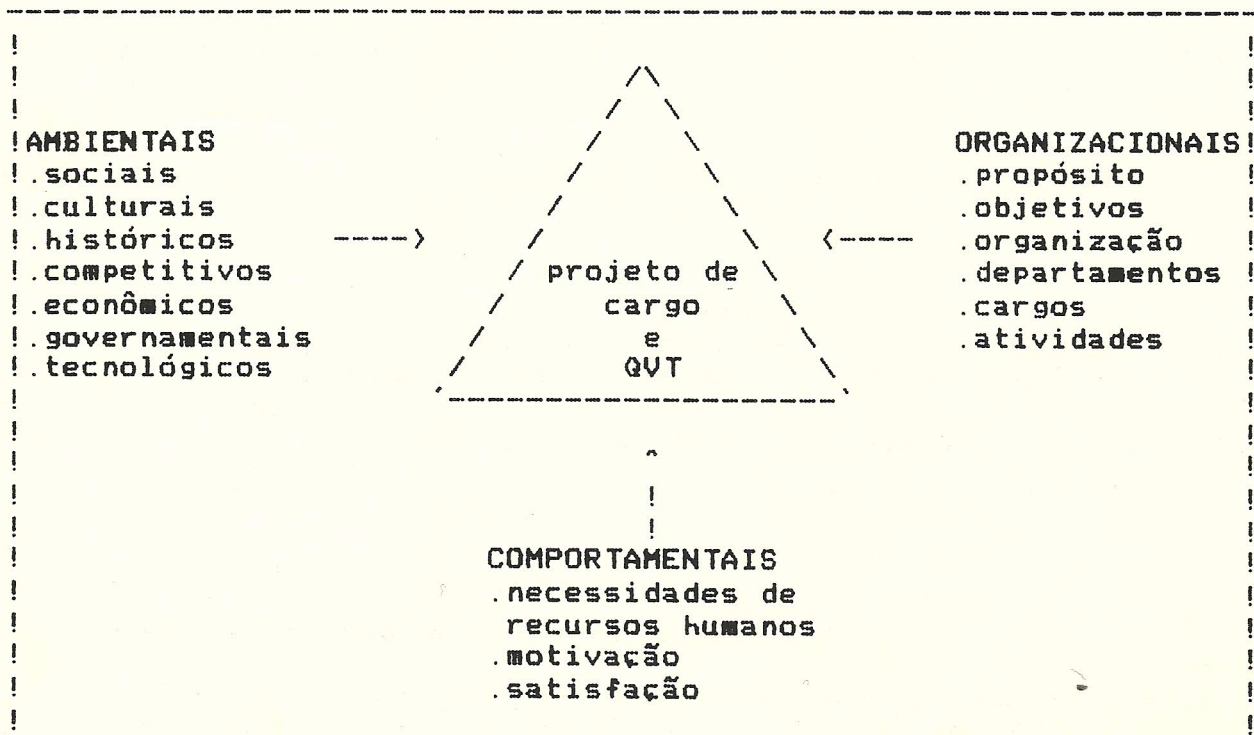 AMBIENTAIS
.sociais
.culturais
.históricos
.competitivos
.econômicos
.governamentais
.tecnológicos
projeto de
cargo
e
QVT
ORGANIZACIONAIS
.propósito
.objetivos
.organização
.departamentos
.cargos
.atividades
COMPORTAMENTAIS
.necessidades de
recursos humanos
.motivação
.satisfação